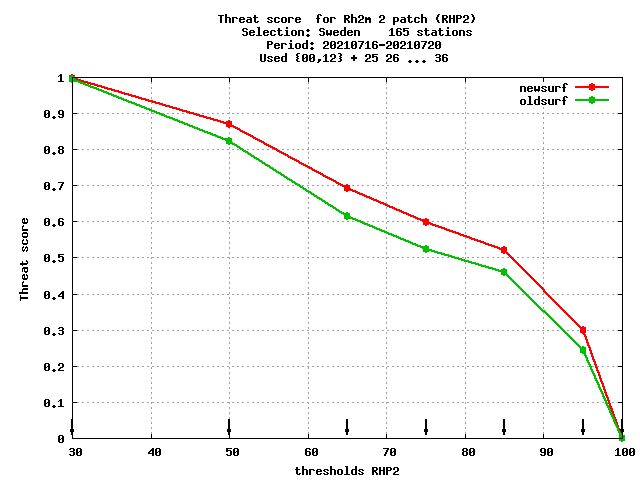 Threat score  for Rh2m 2 patch (RHP2)
Selection: Sweden    165 stations
Period: 20210716-20210720
Used {00,12} + 25 26 ... 36
newsurf
oldsurf
1
0.9
0.8
0.7
0.6
0.5
0.4
0.3
0.2
0.1
0
Threat score
30 40 50 60 70 80 90 100
thresholds RHP2